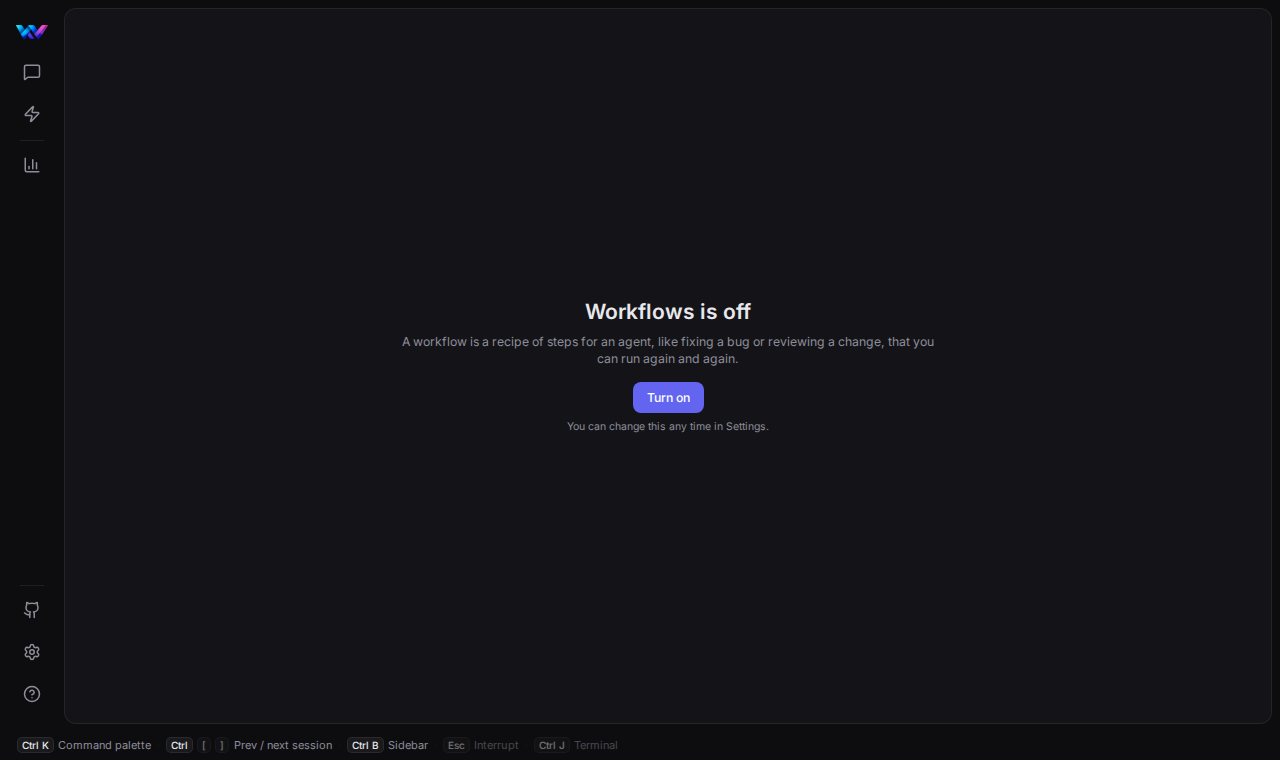 Workflows is off
A workflow is a recipe of steps for an agent, like fixing a bug or reviewing a change, that you
can run again and again.
Turn on
You can change this any time in Settings.
Ctrl K Command palette Ctrl [ ] Prev / next session Ctrl B Sidebar Esc Interrupt Ctrl J Terminal